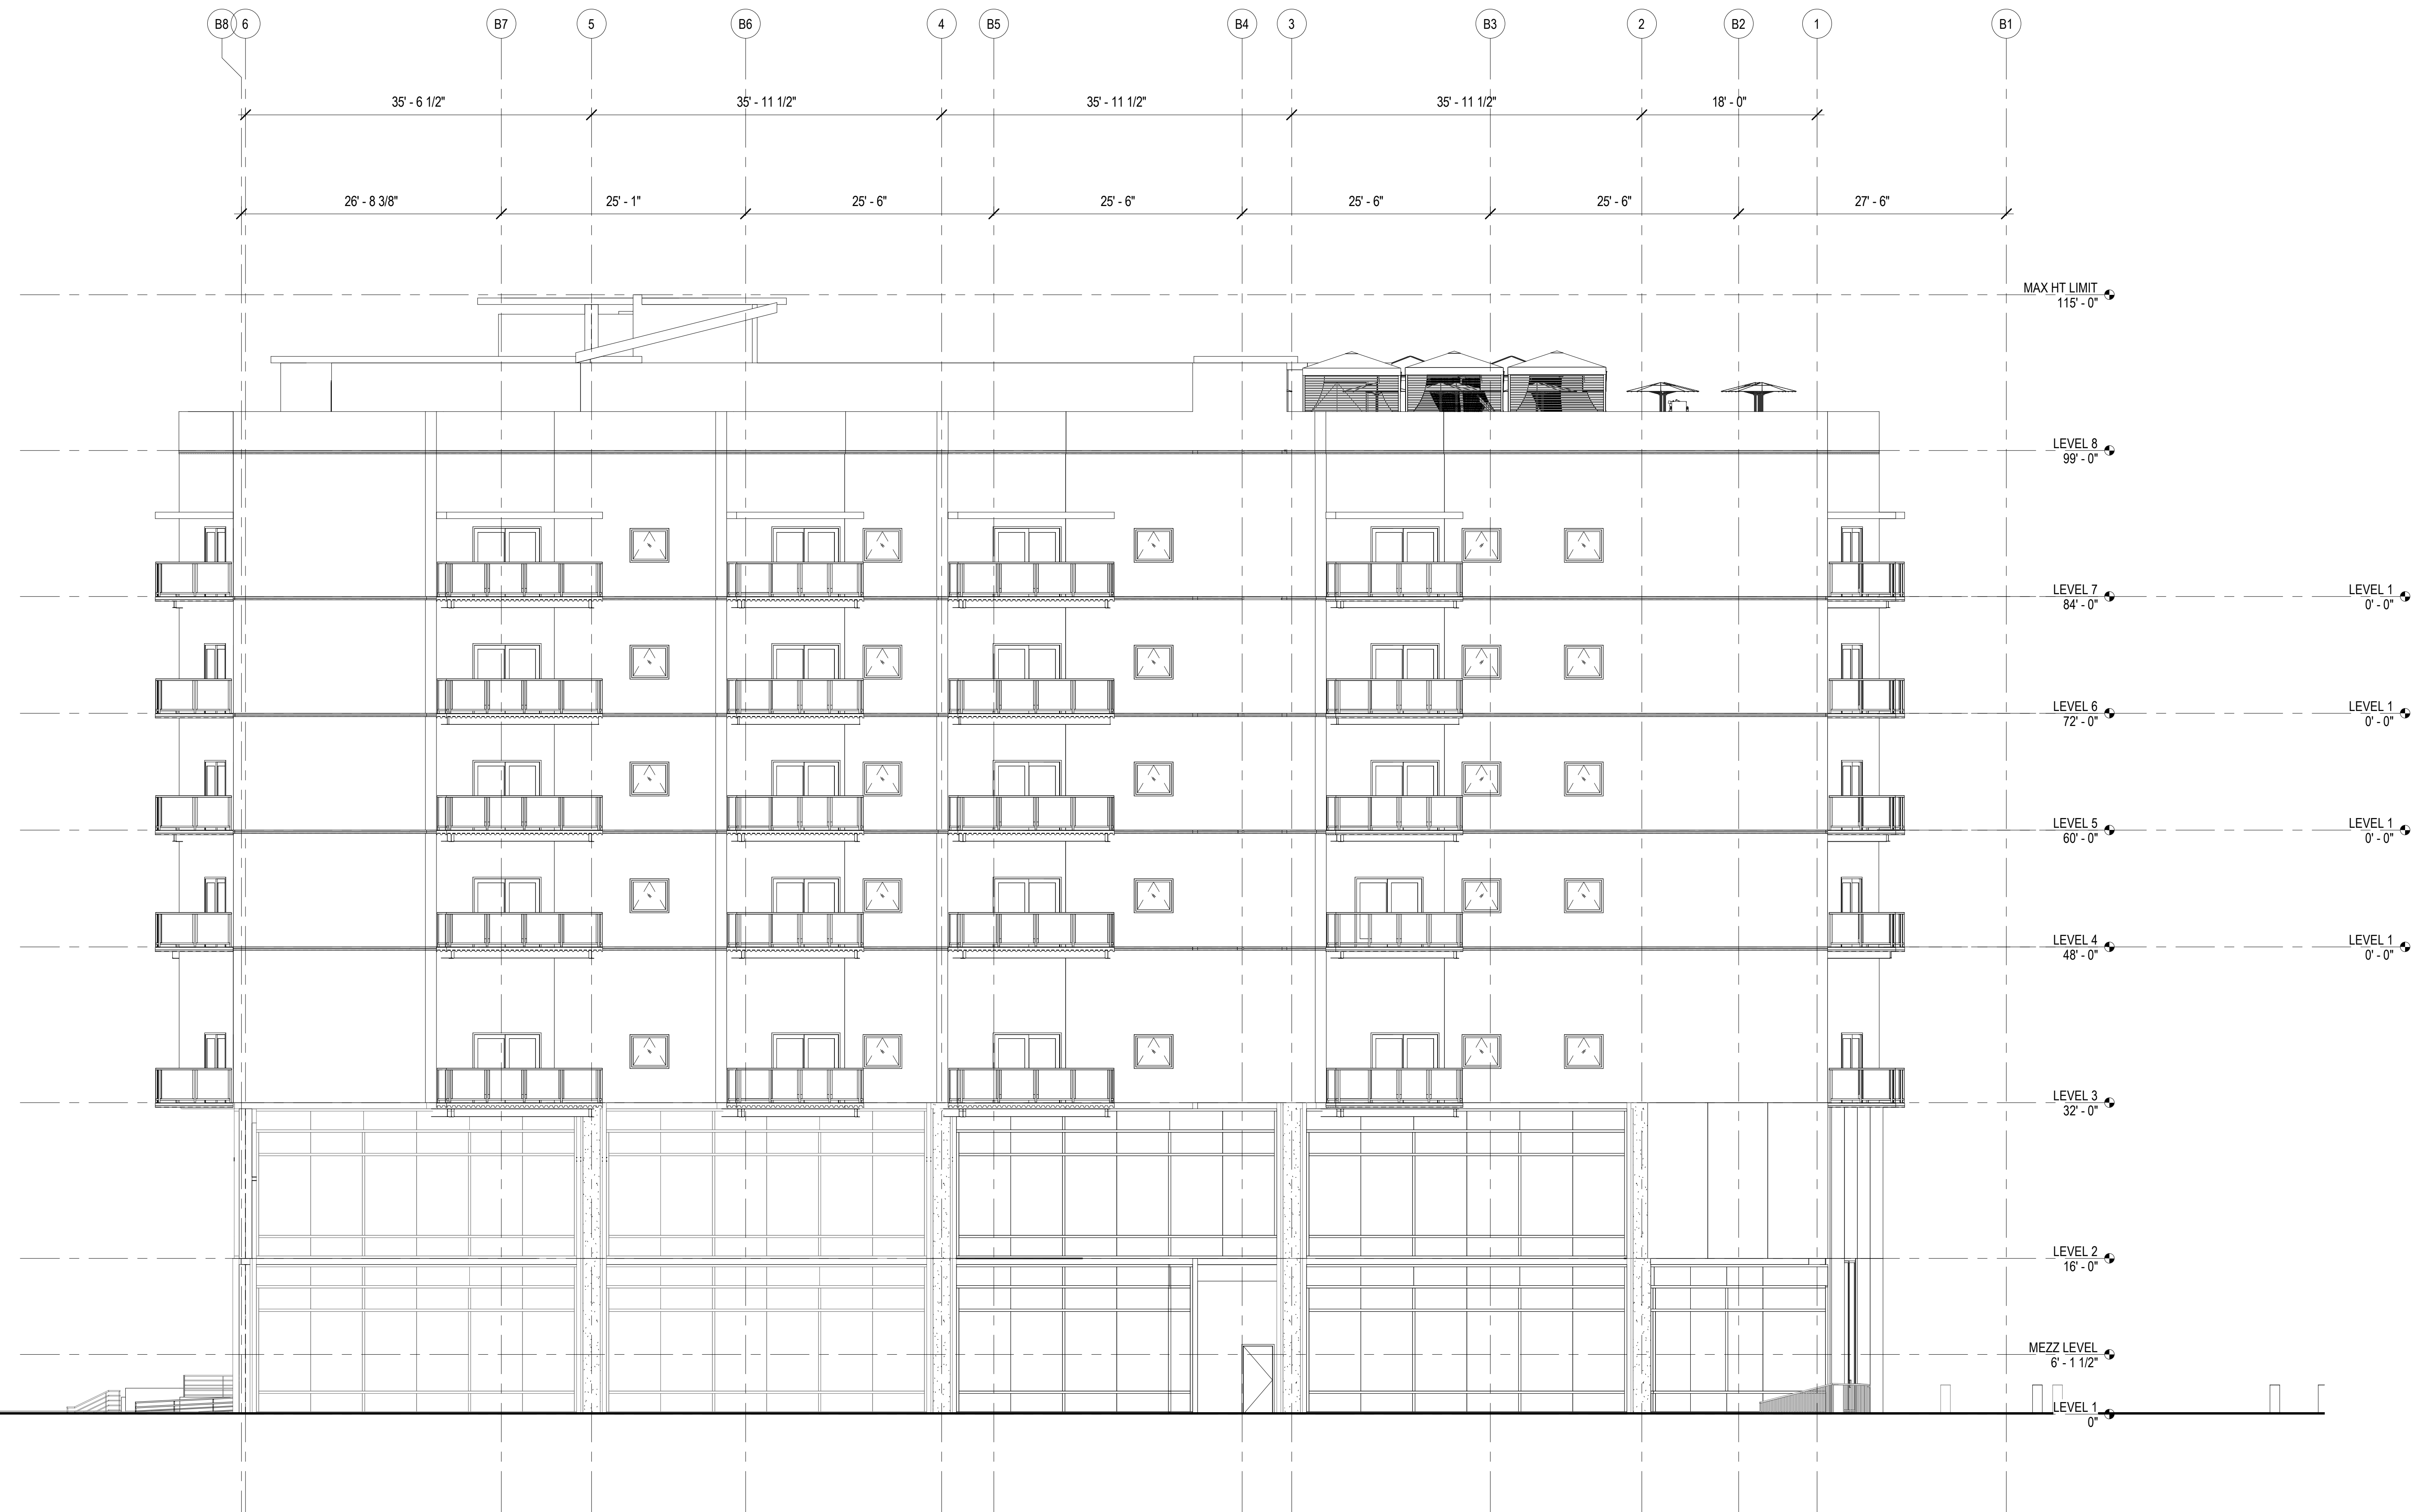 B8 6 B7 5 B6 4 B5 B4 3 B3 2 B2 1 B1
35' - 6 1/2" 35' - 11 1/2" 35' - 11 1/2" 35' - 11 1/2" 18' - 0"
26' - 8 3/8" 25' - 1" 25' - 6" 25' - 6" 25' - 6" 25' - 6" 27' - 6"
MAX HT LIMIT
115' - 0"
LEVEL 8
99' - 0"
LEVEL 7 LEVEL 1
84' - 0" 0' - 0"
LEVEL 6 LEVEL 1
72' - 0" 0' - 0"
LEVEL 5 LEVEL 1
60' - 0" 0' - 0"
LEVEL 4 LEVEL 1
48' - 0" 0' - 0"
LEVEL 3
32' - 0"
LEVEL 2
16' - 0"
MEZZ LEVEL
6' - 1 1/2"
LEVEL 1
0"